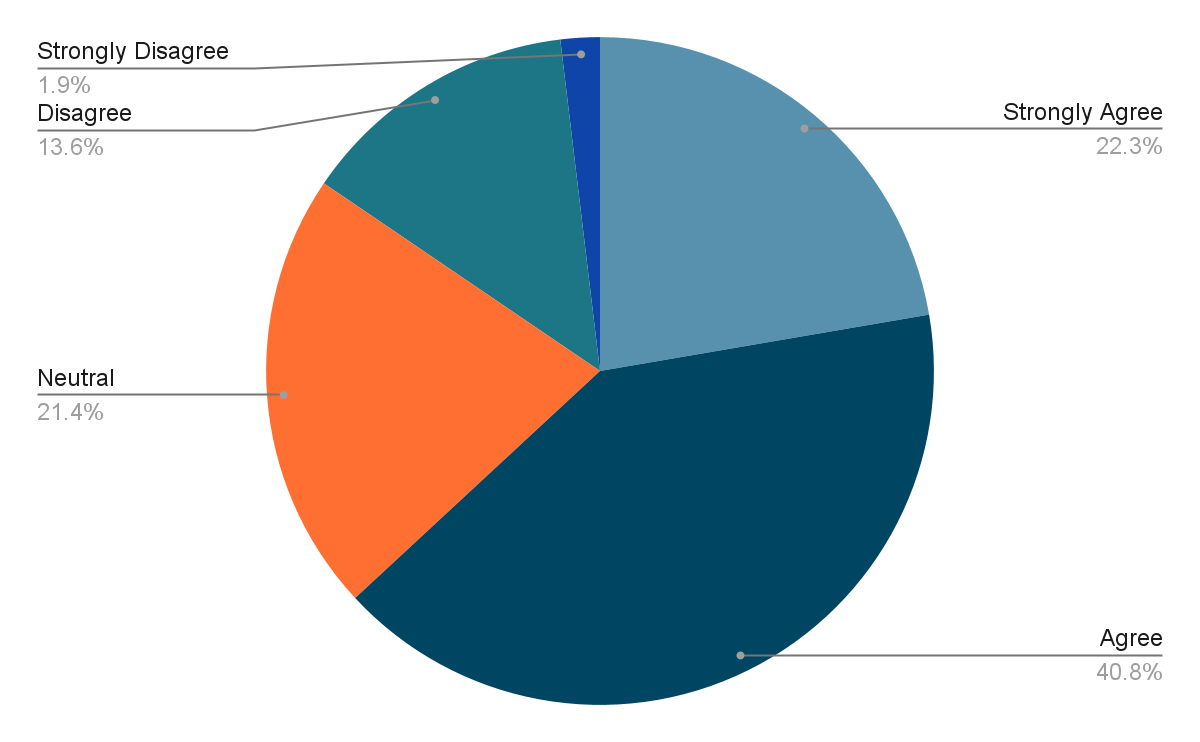 Strongly Disagree
1.9%
Disagree
13.6%
Neutral
21.4%
Strongly Agree
22.3%
Agree
40.8%